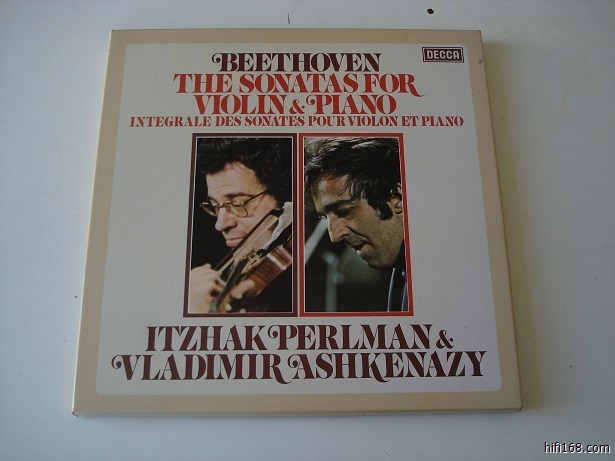 BEETHOVEN
DECCA
THE SONATAS FOR
VIOLIN & PIANO
INTEGRALE DES SONATES POUR VIOLON ET PIANO
ITZHAK PERLMAN &
VLADIMIR ASHKENAZY
hifi168.com